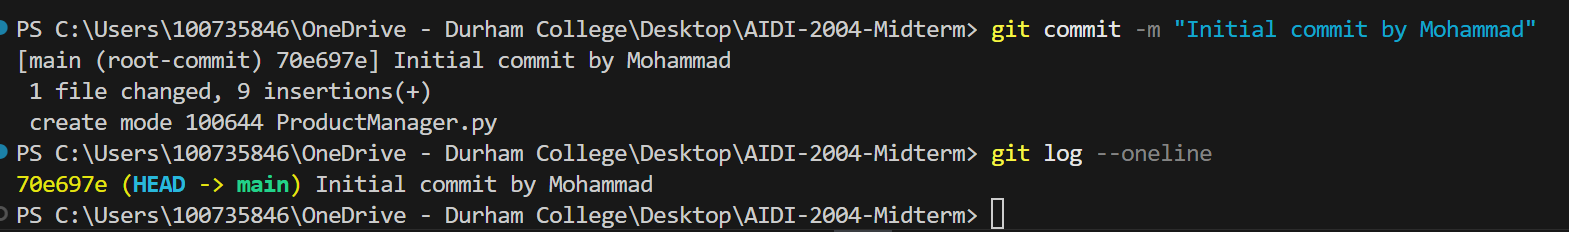 PS C:\Users\100735846\OneDrive - Durham College\Desktop\AIDI-2004-Midterm> git commit -m "Initial commit by Mohammad"
[main (root-commit) 70e697e] Initial commit by Mohammad
 1 file changed, 9 insertions(+)
 create mode 100644 ProductManager.py
PS C:\Users\100735846\OneDrive - Durham College\Desktop\AIDI-2004-Midterm> git log --oneline
70e697e (HEAD -> main) Initial commit by Mohammad
PS C:\Users\100735846\OneDrive - Durham College\Desktop\AIDI-2004-Midterm>